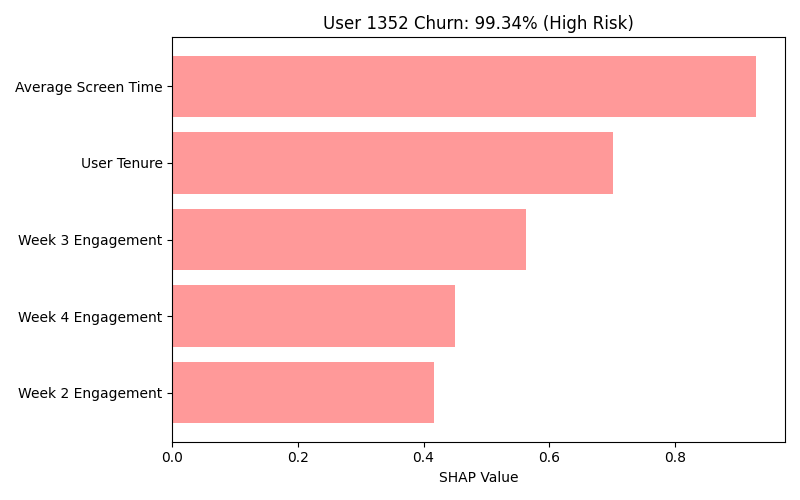 User 1352 Churn: 99.34% (High Risk)
Average Screen Time
User Tenure
Week 3 Engagement
Week 4 Engagement
Week 2 Engagement
0.0 0.2 0.4 0.6 0.8
SHAP Value